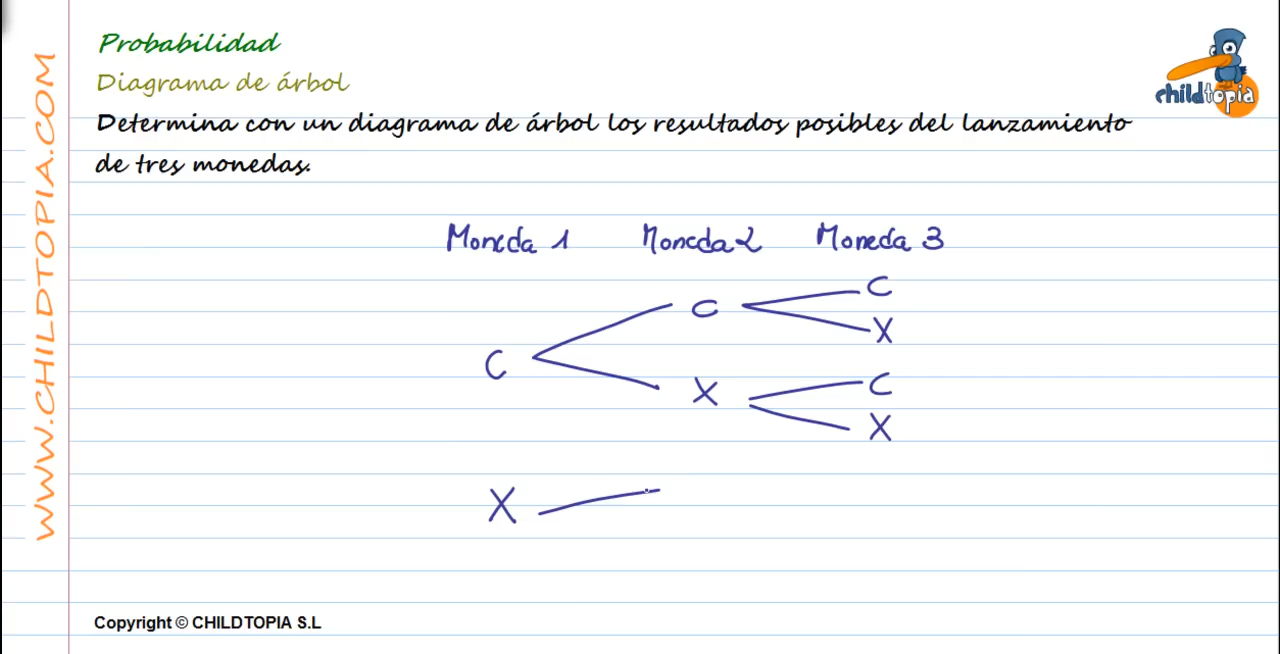 Probabilidad
Diagrama de árbol
Determina con un diagrama de árbol los resultados posibles del lanzamiento
de tres monedas.
childtopia
WWW.CHILDTOPIA.COM
Moneda 1 Moneda 2 Moneda 3
C
C
X
C
X
C
X
X
Copyright © CHILDTOPIA S.L